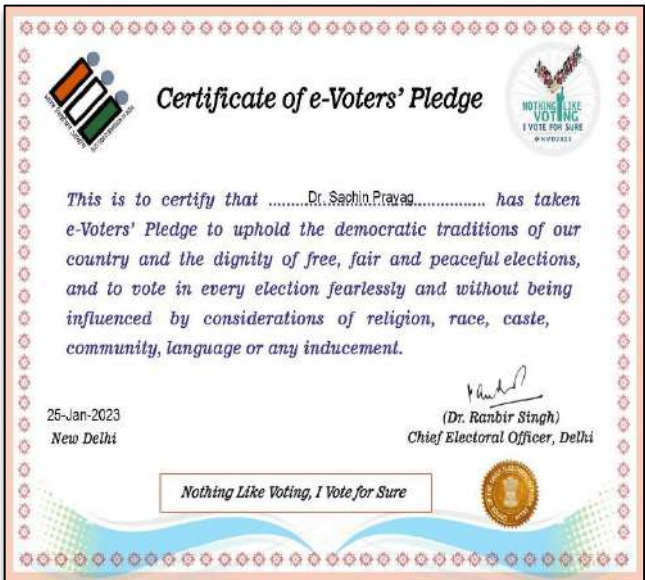 Certificate of e-Voters' Pledge
NOTHING LIKE
VOTING
I VOTE FOR SURE
This is to certify that .........Dr. Sachin Prayag................ has taken
e-Voters' Pledge to uphold the democratic traditions of our
country and the dignity of free, fair and peaceful elections,
and to vote in every election fearlessly and without being
influenced by considerations of religion, race, caste,
community, language or any inducement.
25-Jan-2023
New Delhi
(Dr. Ranbir Singh)
Chief Electoral Officer, Delhi
Nothing Like Voting, I Vote for Sure